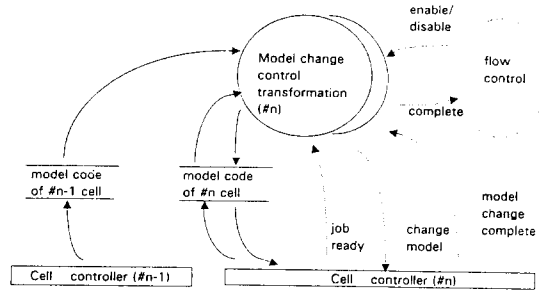 enable/
disable
Model change
control
transformation
(#n)
flow
control
complete
model code
of #n-1 cell
model code
of #n cell
job
ready
change
model
model
change
complete
Cell controller (#n-1)
Cell controller (#n)